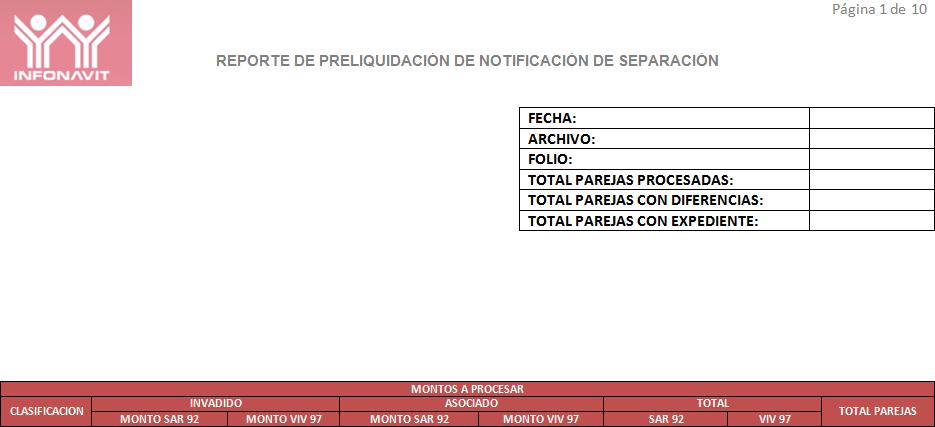 Página 1 de 10
INFONAVIT
REPORTE DE PRELIQUIDACIÓN DE NOTIFICACIÓN DE SEPARACIÓN
FECHA:
ARCHIVO:
FOLIO:
TOTAL PAREJAS PROCESADAS:
TOTAL PAREJAS CON DIFERENCIAS:
TOTAL PAREJAS CON EXPEDIENTE:
MONTOS A PROCESAR
CLASIFICACION INVADIDO ASOCIADO TOTAL TOTAL PAREJAS
MONTO SAR 92 MONTO VIV 97 MONTO SAR 92 MONTO VIV 97 SAR 92 VIV 97